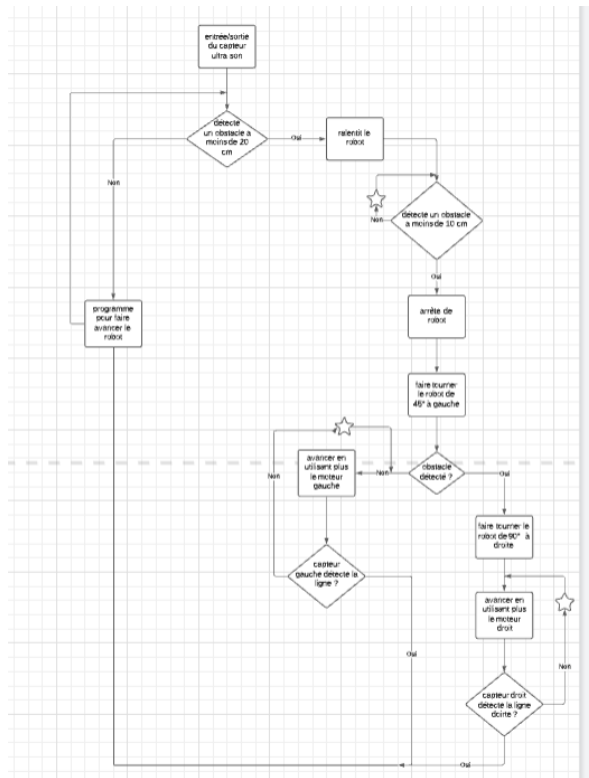 entrée/sortie
du capteur
ultra son
détecte
un obstacle a
moins de 20
cm
Oui
ralentit le
robot
Non
détecte un obstacle
a moins de 10 cm
Non
Oui
programme
pour faire
avancer le
robot
arrête de
robot
faire tourner
le robot de
45° à gauche
avancer en
utilisant plus
le moteur
gauche
Non
obstacle
détecté ?
Oui
Non
faire tourner le
robot de 90° à
droite
capteur
gauche détecte la
ligne ?
avancer en
utilisant plus
le moteur
droit
Oui
Non
capteur droit
détecte la ligne
Oui